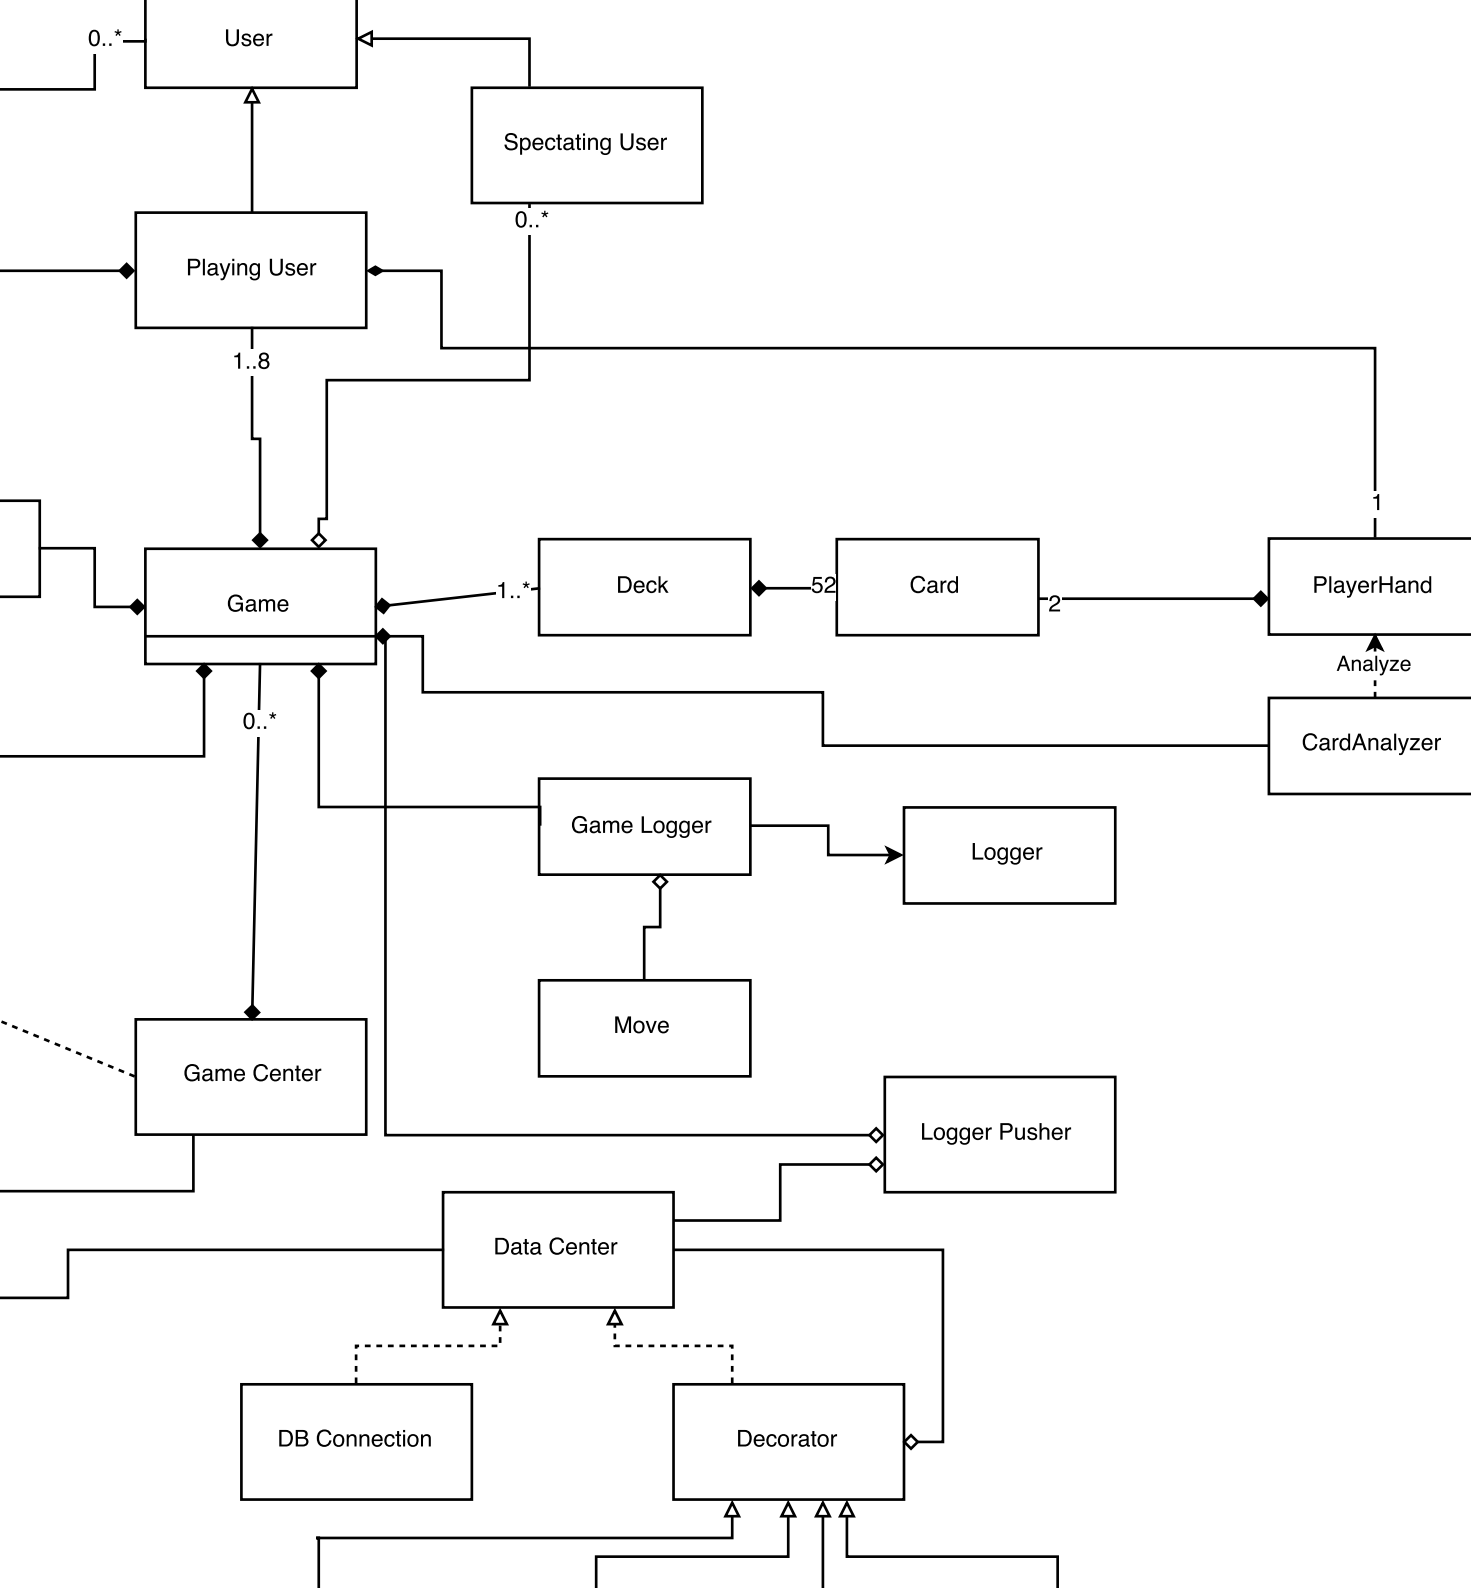 0..*
User
Spectating User
0..*
Playing User
1..8
1
Game
1..*
Deck
52
Card
2
PlayerHand
Analyze
0..*
CardAnalyzer
Game Logger
Logger
Move
Game Center
Logger Pusher
Data Center
DB Connection
Decorator